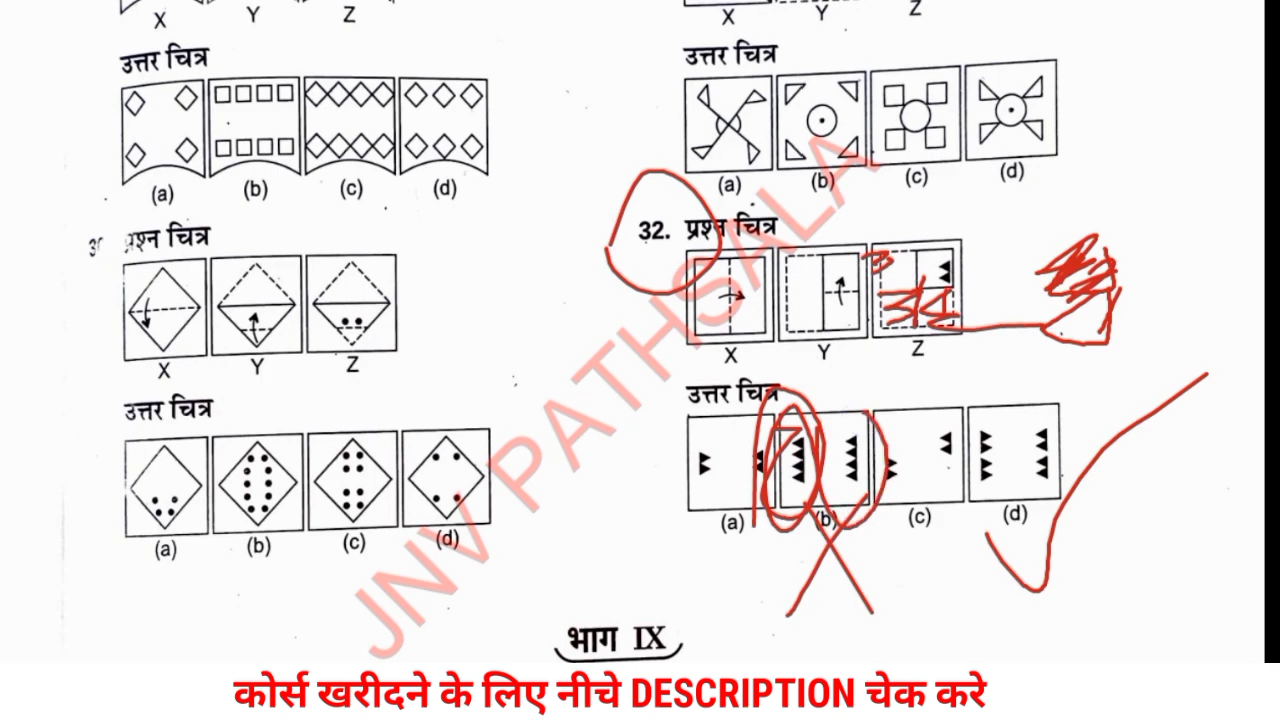 X Y Z
उत्तर चित्र
(a) (b) (c) (d)
प्रश्न चित्र
X Y Z
उत्तर चित्र
(a) (b) (c) (d)
X Y Z
उत्तर चित्र
(a) (b) (c) (d)
32. प्रश्न चित्र
X Y Z
उत्तर चित्र
(a) (b) (c) (d)
JNV PATHSALA
भाग IX
कोर्स खरीदने के लिए नीचे DESCRIPTION चेक करे